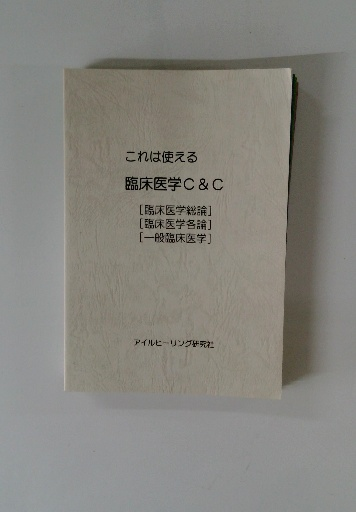 これは使える
臨床医学C&C
［臨床医学総論］
［臨床医学各論］
［一般臨床医学］
アイルヒーリング研究社